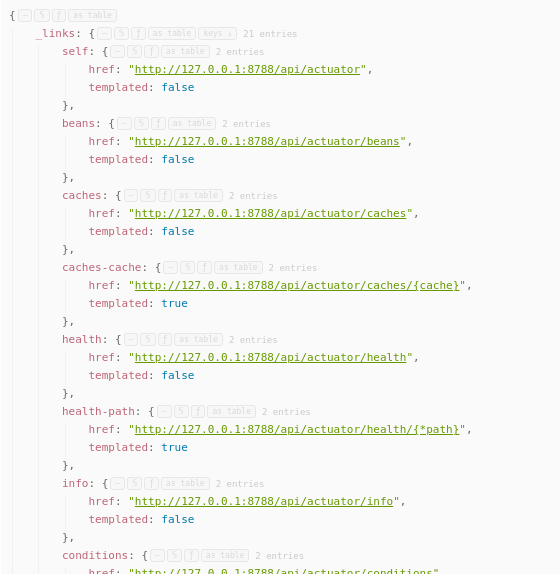 { – S ƒ as table
_links: { – S ƒ as table keys ↓ 21 entries
self: { – S ƒ as table 2 entries
href: "http://127.0.0.1:8788/api/actuator",
templated: false
},
beans: { – S ƒ as table 2 entries
href: "http://127.0.0.1:8788/api/actuator/beans",
templated: false
},
caches: { – S ƒ as table 2 entries
href: "http://127.0.0.1:8788/api/actuator/caches",
templated: false
},
caches-cache: { – S ƒ as table 2 entries
href: "http://127.0.0.1:8788/api/actuator/caches/{cache}",
templated: true
},
health: { – S ƒ as table 2 entries
href: "http://127.0.0.1:8788/api/actuator/health",
templated: false
},
health-path: { – S ƒ as table 2 entries
href: "http://127.0.0.1:8788/api/actuator/health/{*path}",
templated: true
},
info: { – S ƒ as table 2 entries
href: "http://127.0.0.1:8788/api/actuator/info",
templated: false
},
conditions: { – S ƒ as table 2 entries
href: "http://127.0.0.1:8788/api/actuator/conditions"